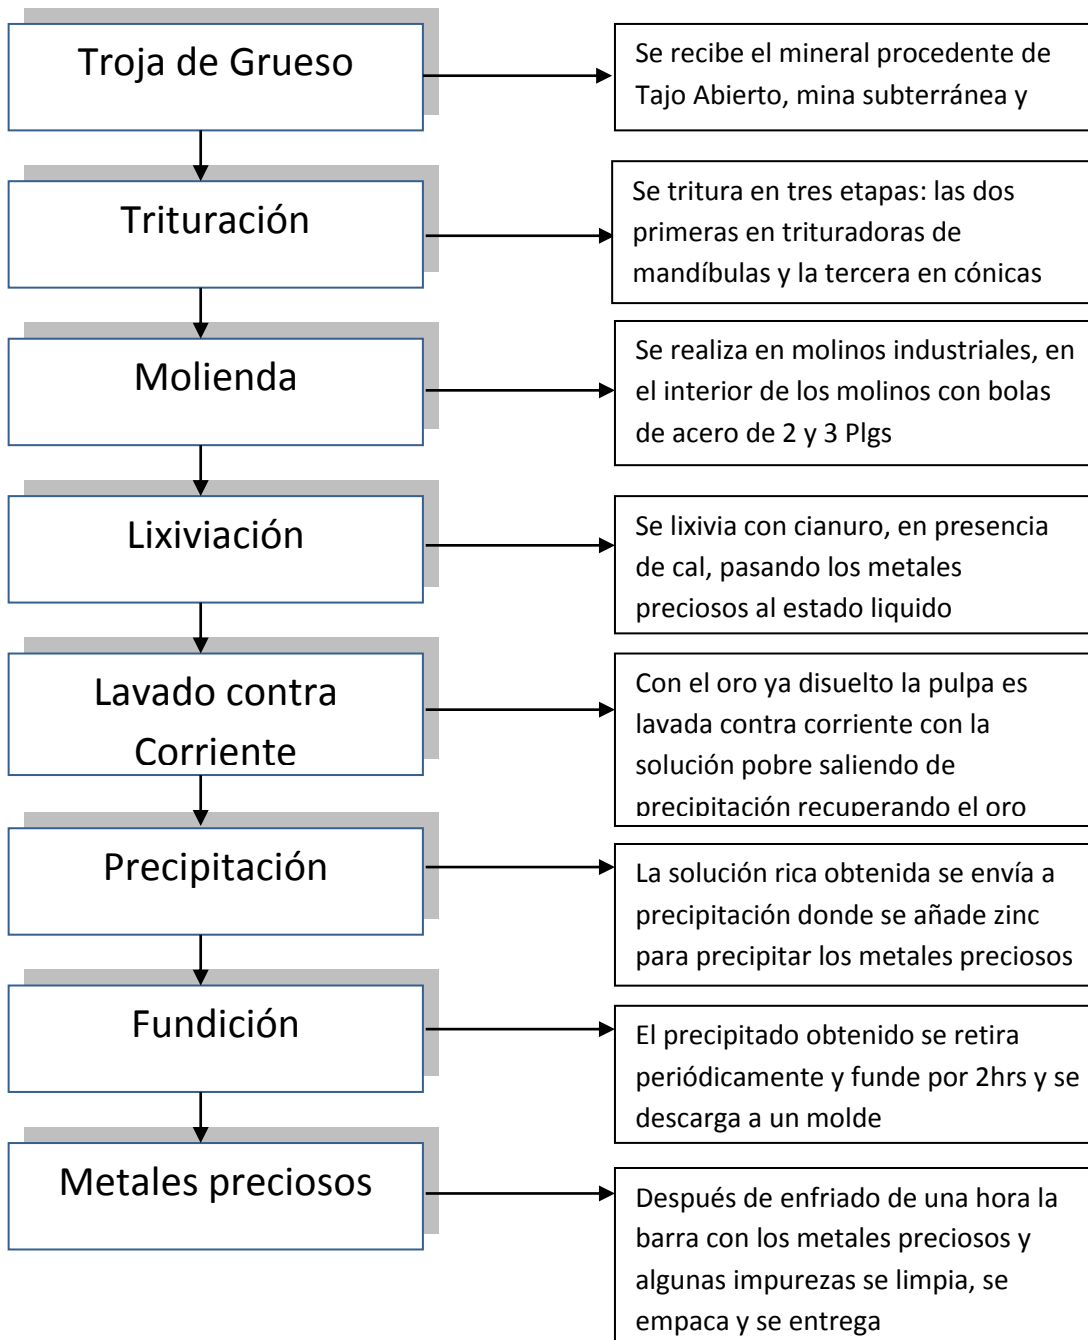 Troja de Grueso
Se recibe el mineral procedente de
Tajo Abierto, mina subterránea y
Trituración
Se tritura en tres etapas: las dos
primeras en trituradoras de
mandíbulas y la tercera en cónicas
Molienda
Se realiza en molinos industriales, en
el interior de los molinos con bolas
de acero de 2 y 3 Plgs
Lixiviación
Se lixivia con cianuro, en presencia
de cal, pasando los metales
preciosos al estado liquido
Lavado contra
Corriente
Con el oro ya disuelto la pulpa es
lavada contra corriente con la
solución pobre saliendo de
precipitación recuperando el oro
Precipitación
La solución rica obtenida se envía a
precipitación donde se añade zinc
para precipitar los metales preciosos
Fundición
El precipitado obtenido se retira
periódicamente y funde por 2hrs y se
descarga a un molde
Metales preciosos
Después de enfriado de una hora la
barra con los metales preciosos y
algunas impurezas se limpia, se
empaca y se entrega